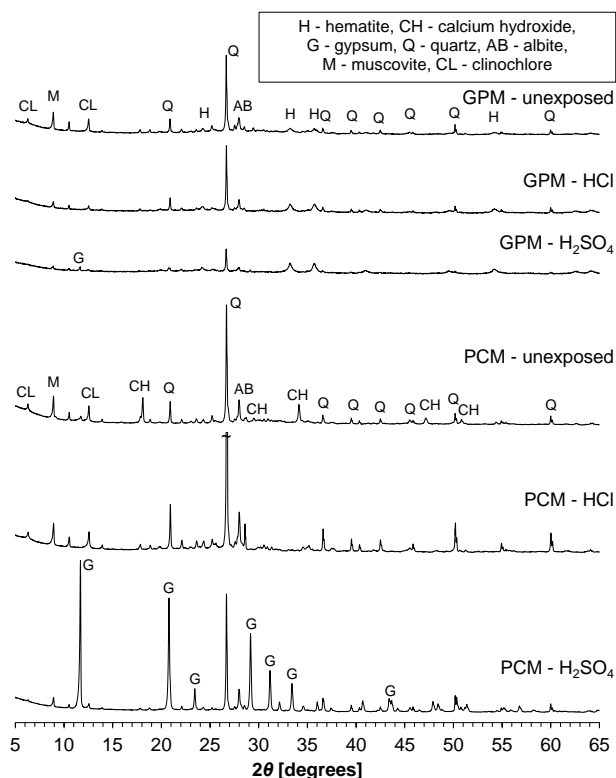 H - hematite, CH - calcium hydroxide,
G - gypsum, Q - quartz, AB - albite,
M - muscovite, CL - clinochlore
Q
GPM - unexposed
CL M CL Q H AB H H Q Q Q Q Q H Q
GPM - HCl
GPM - H₂SO₄
G
Q
PCM - unexposed
CL M CL CH Q AB CH CH Q Q Q Q CH Q CH Q
PCM - HCl
G
PCM - H₂SO₄
G G G G G G
5 10 15 20 25 30 35 40 45 50 55 60 65
2θ [degrees]